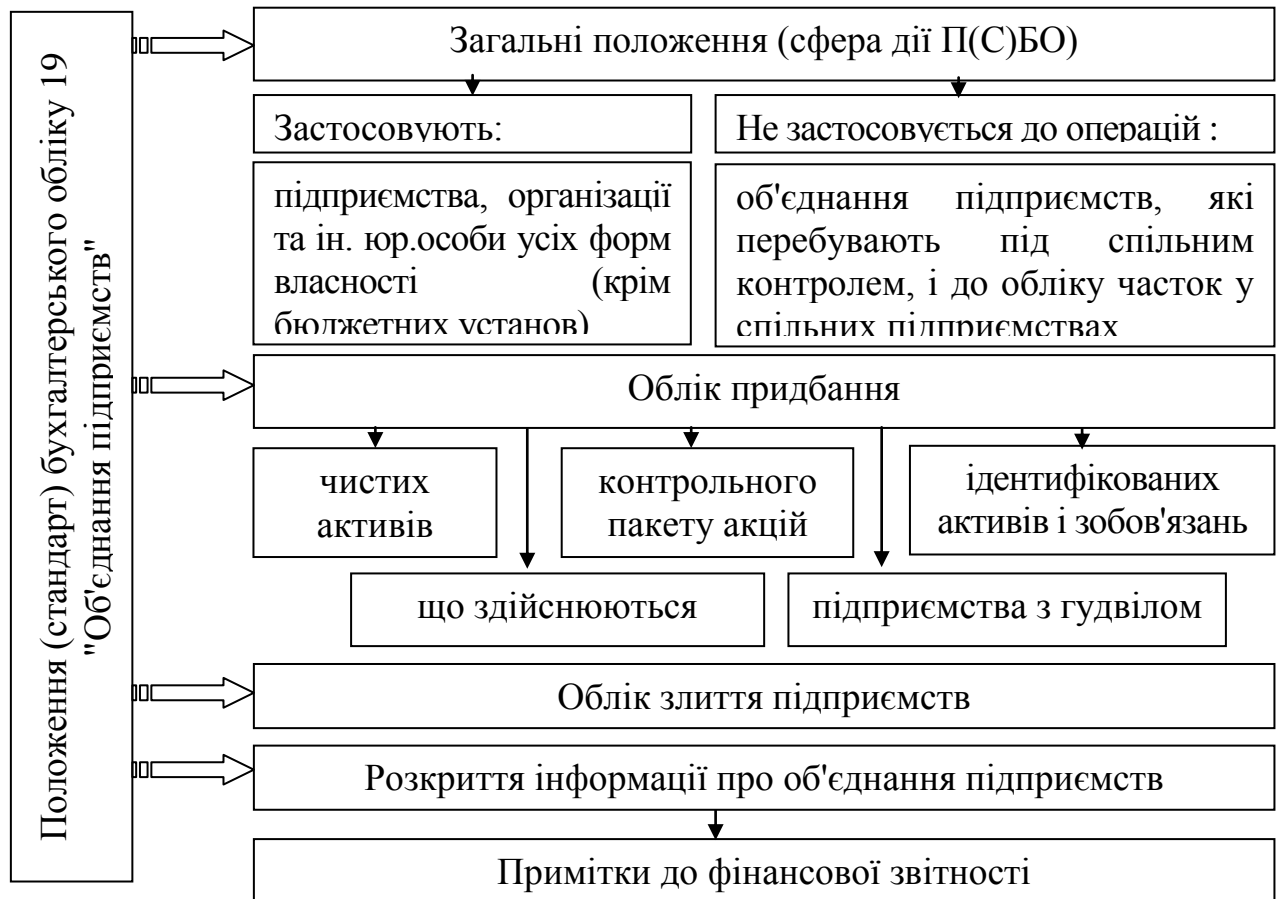 Положення (стандарт) бухгалтерського обліку 19
"Об'єднання підприємств"
Загальні положення (сфера дії П(С)БО)
Застосовують:
Не застосовується до операцій :
підприємства, організації
та ін. юр.особи усіх форм
власності (крім
бюджетних установ)
об'єднання підприємств, які
перебувають під спільним
контролем, і до обліку часток у
спільних підприємствах
Облік придбання
чистих
активів
контрольного
пакету акцій
ідентифікованих
активів і зобов'язань
що здійснюються
підприємства з гудвілом
Облік злиття підприємств
Розкриття інформації про об'єднання підприємств
Примітки до фінансової звітності